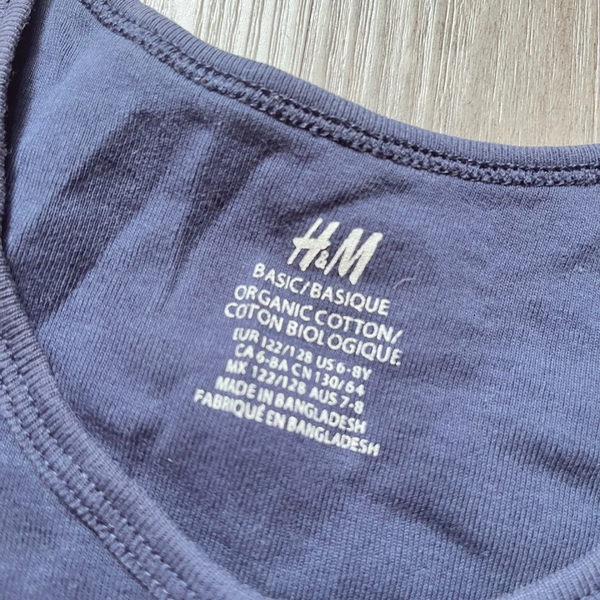 H&M
BASIC/BASIQUE
ORGANIC COTTON/
COTON BIOLOGIQUE
EUR 122/128 US 6-8Y
CA 6-8A CN 130/64
MX 122/128 AUS 7-8
MADE IN BANGLADESH
FABRIQUÉ EN BANGLADESH